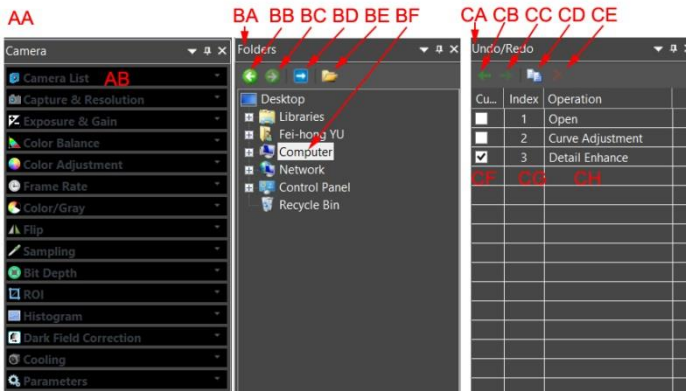 AA
BA BB BC BD BE BF
CA CB CC CD CE
Camera
Camera List
AB
Capture & Resolution
Exposure & Gain
Color Balance
Color Adjustment
Frame Rate
Color/Gray
Flip
Sampling
Bit Depth
ROI
Histogram
Dark Field Correction
Cooling
Parameters
Folders
Desktop
Libraries
Fei-hong YU
Computer
Network
Control Panel
Recycle Bin
Undo/Redo
Cu... Index Operation
1 Open
2 Curve Adjustment
3 Detail Enhance
CF CG CH